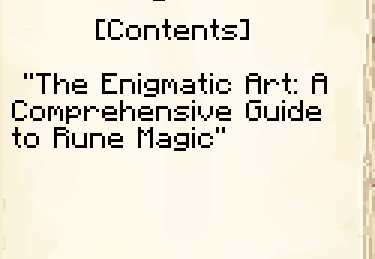 [Contents]
"The Enigmatic Art: A
Comprehensive Guide
to Rune Magic"